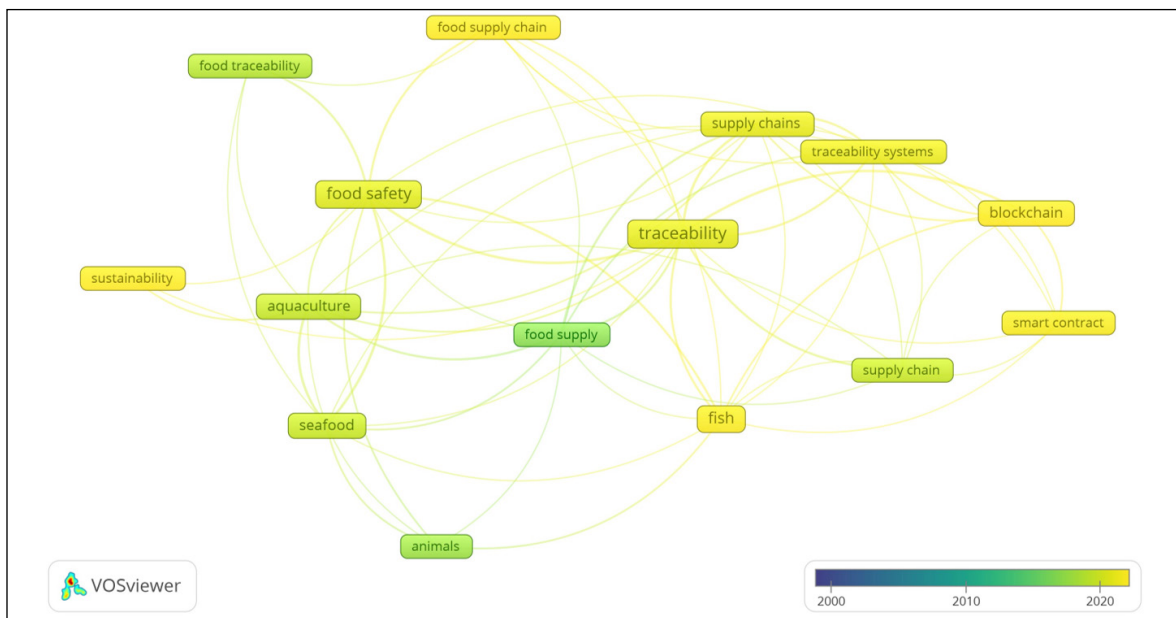 food supply chain
food traceability
supply chains
traceability systems
food safety
blockchain
traceability
sustainability
aquaculture
smart contract
food supply
supply chain
fish
seafood
animals
VOSviewer
2000 2010 2020